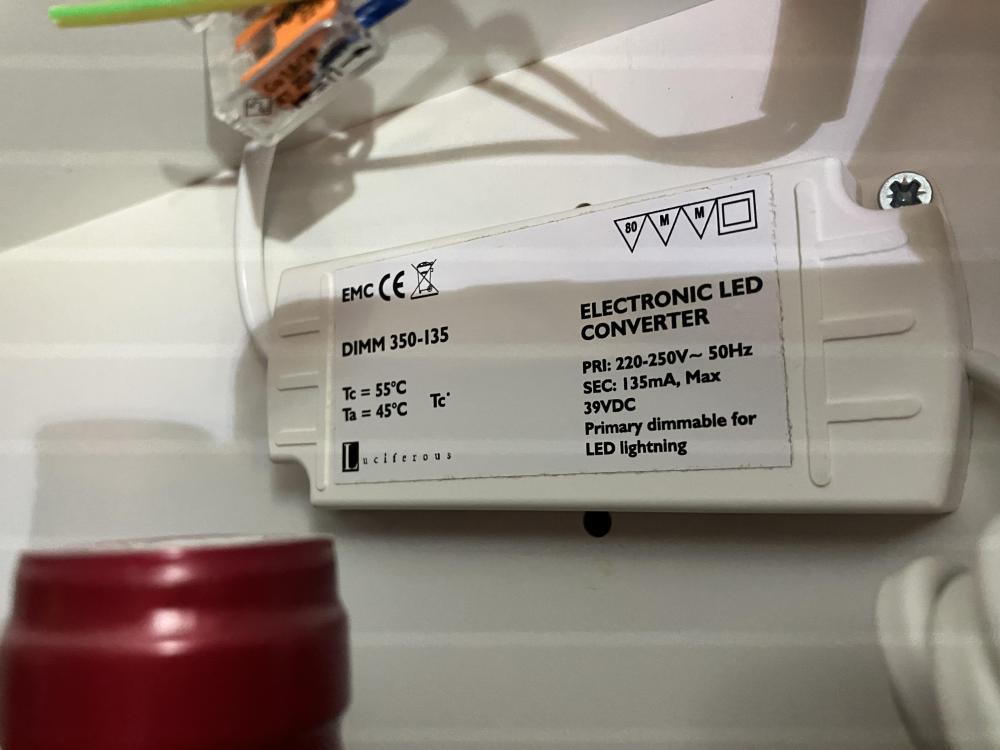 80 M M
EMC CE
DIMM 350-135
Tc = 55°C
Ta = 45°C Tc•
Luciferous
ELECTRONIC LED
CONVERTER
PRI: 220-250V~ 50Hz
SEC: 135mA, Max
39VDC
Primary dimmable for
LED lightning